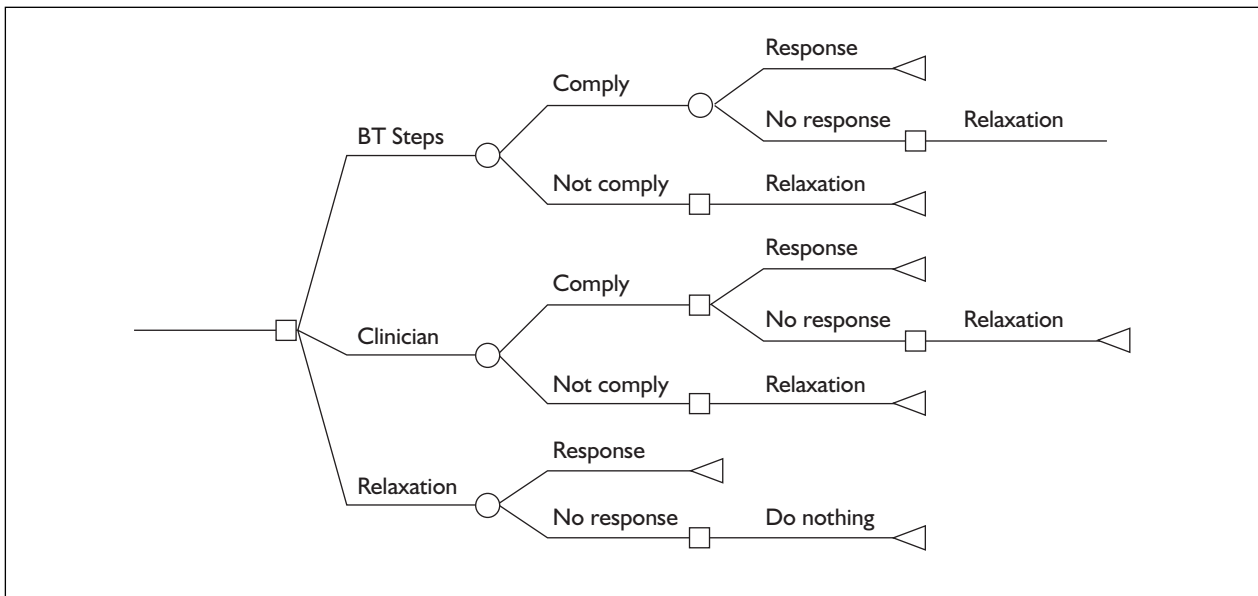 Response
Comply
No response
Relaxation
BT Steps
Not comply
Relaxation
Response
Comply
No response
Relaxation
Clinician
Not comply
Relaxation
Response
Relaxation
No response
Do nothing